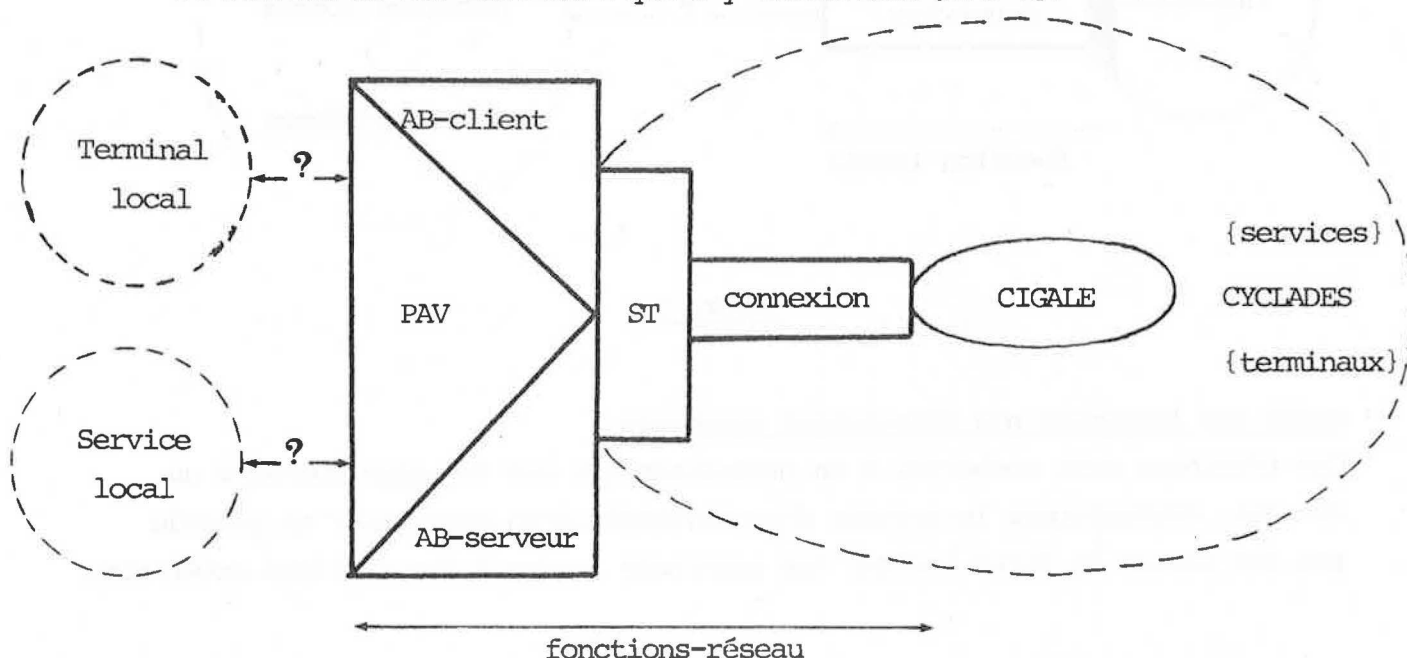 AB-client
Terminal
local
?
{services}
PAV
ST
connexion
CIGALE
CYCLADES
{terminaux}
Service
local
?
AB-serveur
fonctions-réseau